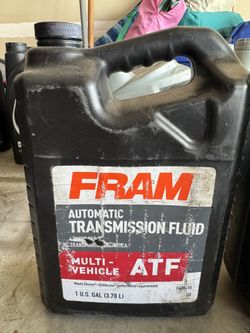 FRAM
AUTOMATIC
TRANSMISSION FLUID
MULTI-
VEHICLE ATF
1 U.S. GAL (3.78 L)